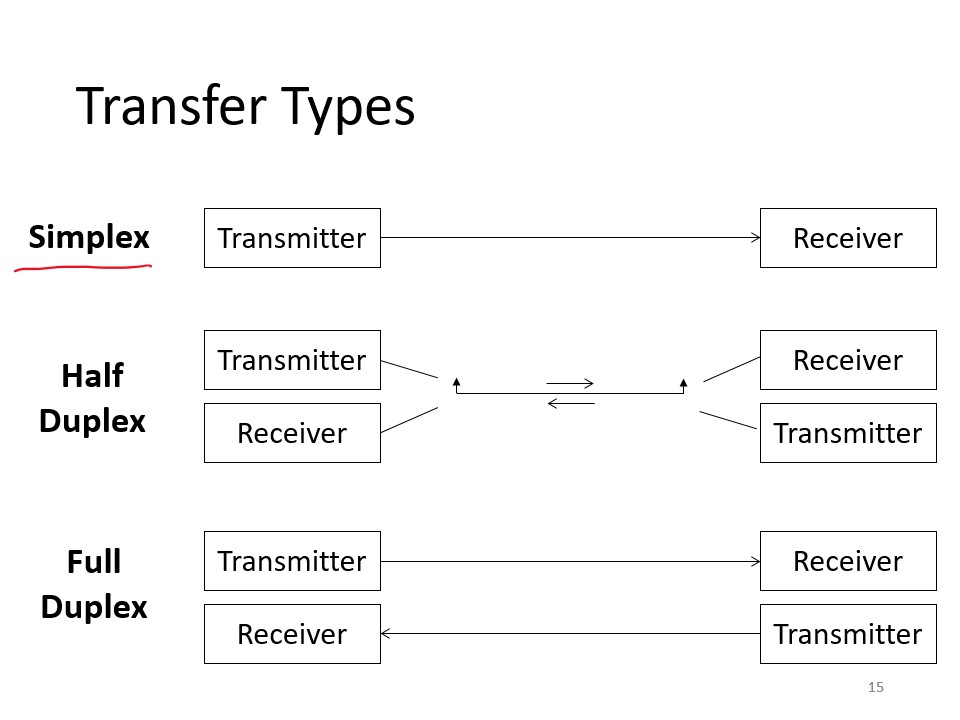 Transfer Types
Simplex
Transmitter
Receiver
Half
Duplex
Transmitter
Receiver
Receiver
Transmitter
Full
Duplex
Transmitter
Receiver
Receiver
Transmitter
15